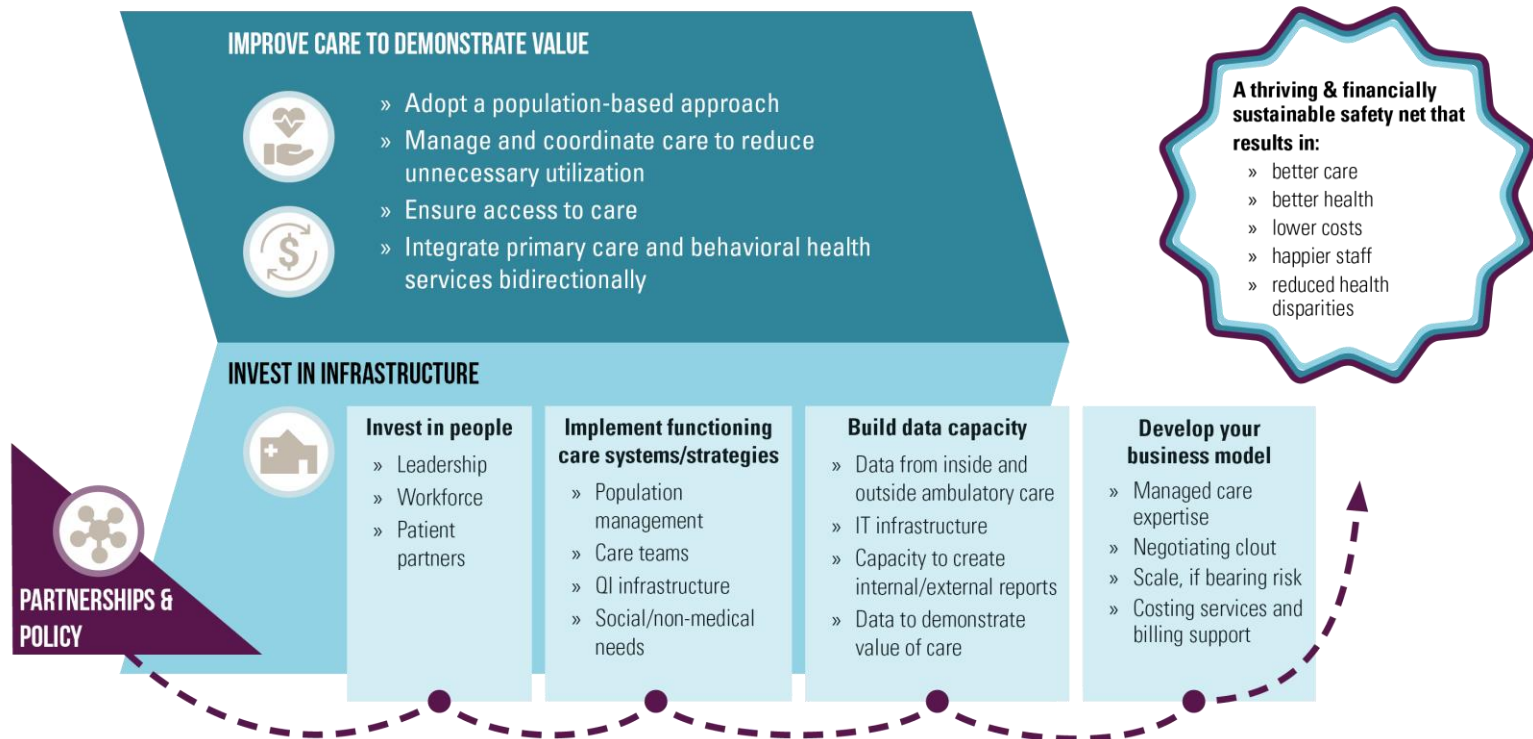 IMPROVE CARE TO DEMONSTRATE VALUE
» Adopt a population-based approach
» Manage and coordinate care to reduce
unnecessary utilization
» Ensure access to care
» Integrate primary care and behavioral health
services bidirectionally
$
A thriving & financially
sustainable safety net that
results in:
» better care
» better health
» lower costs
» happier staff
» reduced health
disparities
INVEST IN INFRASTRUCTURE
Invest in people
» Leadership
» Workforce
» Patient
partners
Implement functioning
care systems/strategies
» Population
management
» Care teams
» QI infrastructure
» Social/non-medical
needs
Build data capacity
» Data from inside and
outside ambulatory care
» IT infrastructure
» Capacity to create
internal/external reports
» Data to demonstrate
value of care
Develop your
business model
» Managed care
expertise
» Negotiating clout
» Scale, if bearing risk
» Costing services and
billing support
PARTNERSHIPS &
POLICY